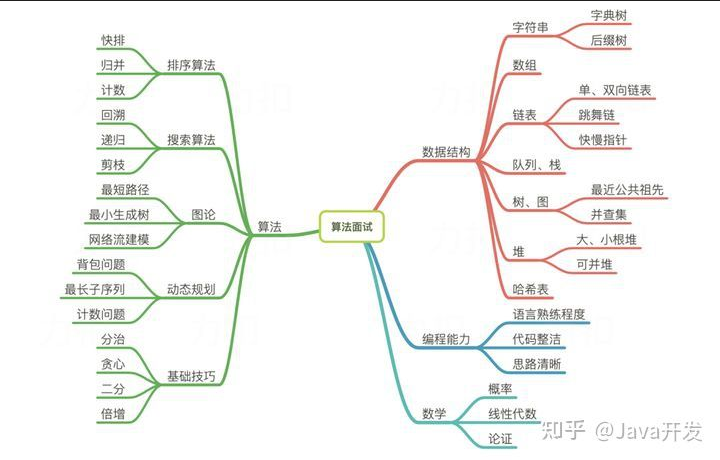 算法面试
算法
排序算法
快排
归并
计数
搜索算法
回溯
递归
剪枝
图论
最短路径
最小生成树
网络流建模
动态规划
背包问题
最长子序列
计数问题
基础技巧
分治
贪心
二分
倍增
数据结构
字符串
字典树
后缀树
数组
链表
单、双向链表
跳舞链
快慢指针
队列、栈
树、图
最近公共祖先
并查集
堆
大、小根堆
可并堆
哈希表
编程能力
语言熟练程度
代码整洁
思路清晰
数学
概率
线性代数
论证
知乎 @Java开发